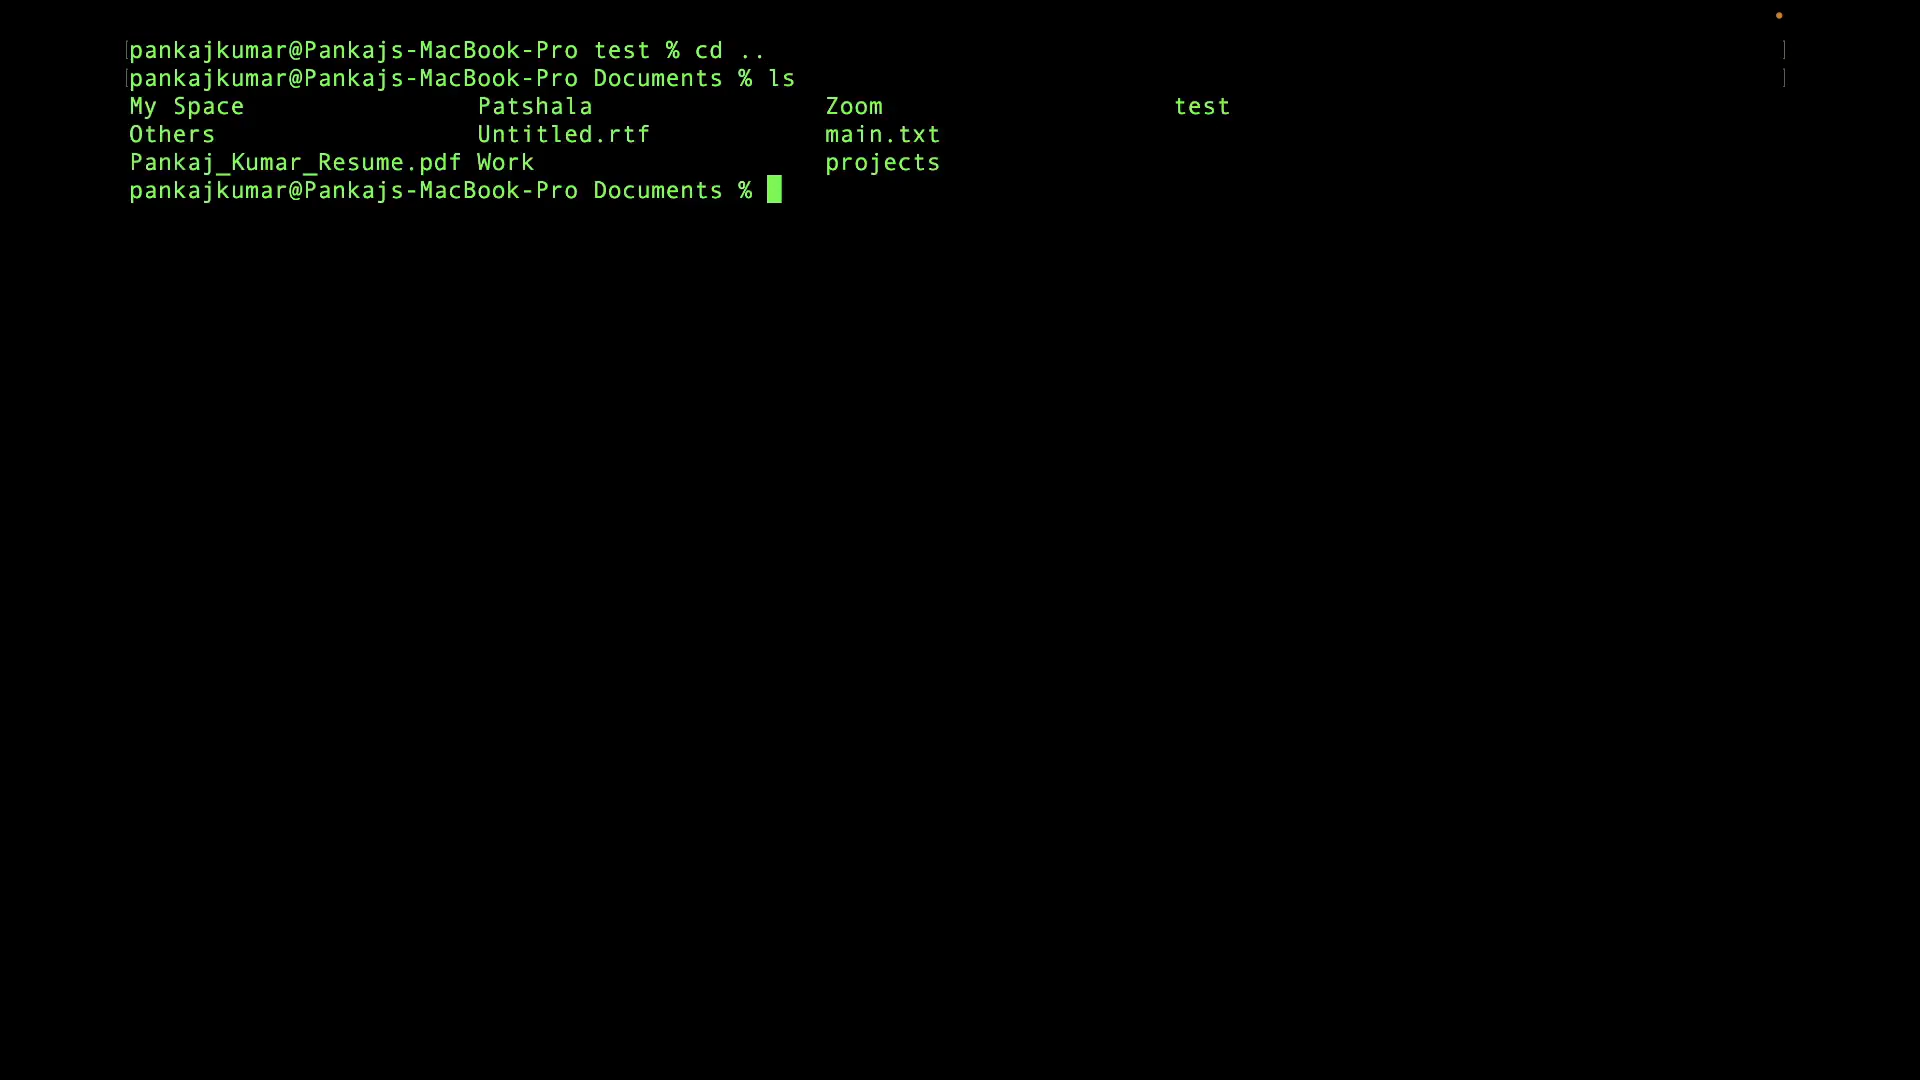 pankajkumar@Pankajs-MacBook-Pro test % cd ..
pankajkumar@Pankajs-MacBook-Pro Documents % ls
My Space Patshala Zoom test
Others Untitled.rtf main.txt
Pankaj_Kumar_Resume.pdf Work projects
pankajkumar@Pankajs-MacBook-Pro Documents %